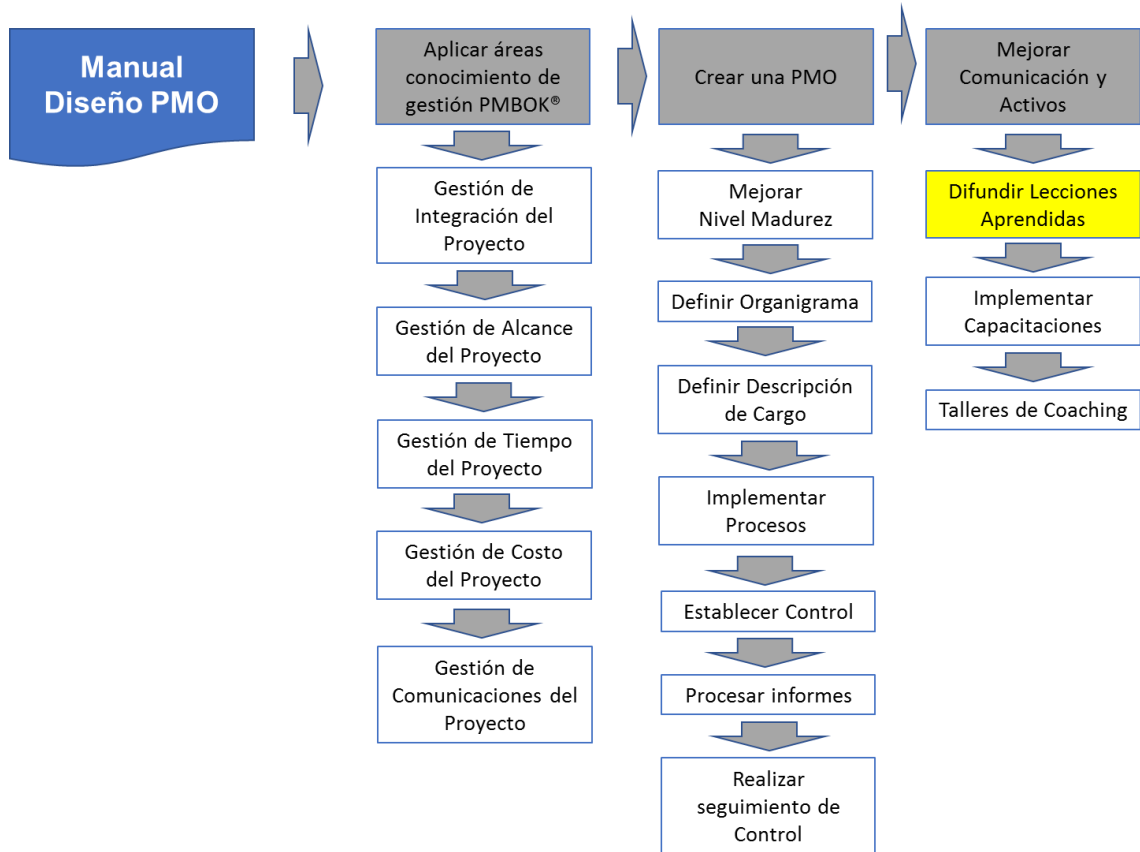 Manual
Diseño PMO
Aplicar áreas
conocimiento de
gestión PMBOK®
Gestión de
Integración del
Proyecto
Gestión de Alcance
del Proyecto
Gestión de Tiempo
del Proyecto
Gestión de Costo
del Proyecto
Gestión de
Comunicaciones del
Proyecto
Crear una PMO
Mejorar
Nivel Madurez
Definir Organigrama
Definir Descripción
de Cargo
Implementar
Procesos
Establecer Control
Procesar informes
Realizar
seguimiento de
Control
Mejorar
Comunicación y
Activos
Difundir Lecciones
Aprendidas
Implementar
Capacitaciones
Talleres de Coaching